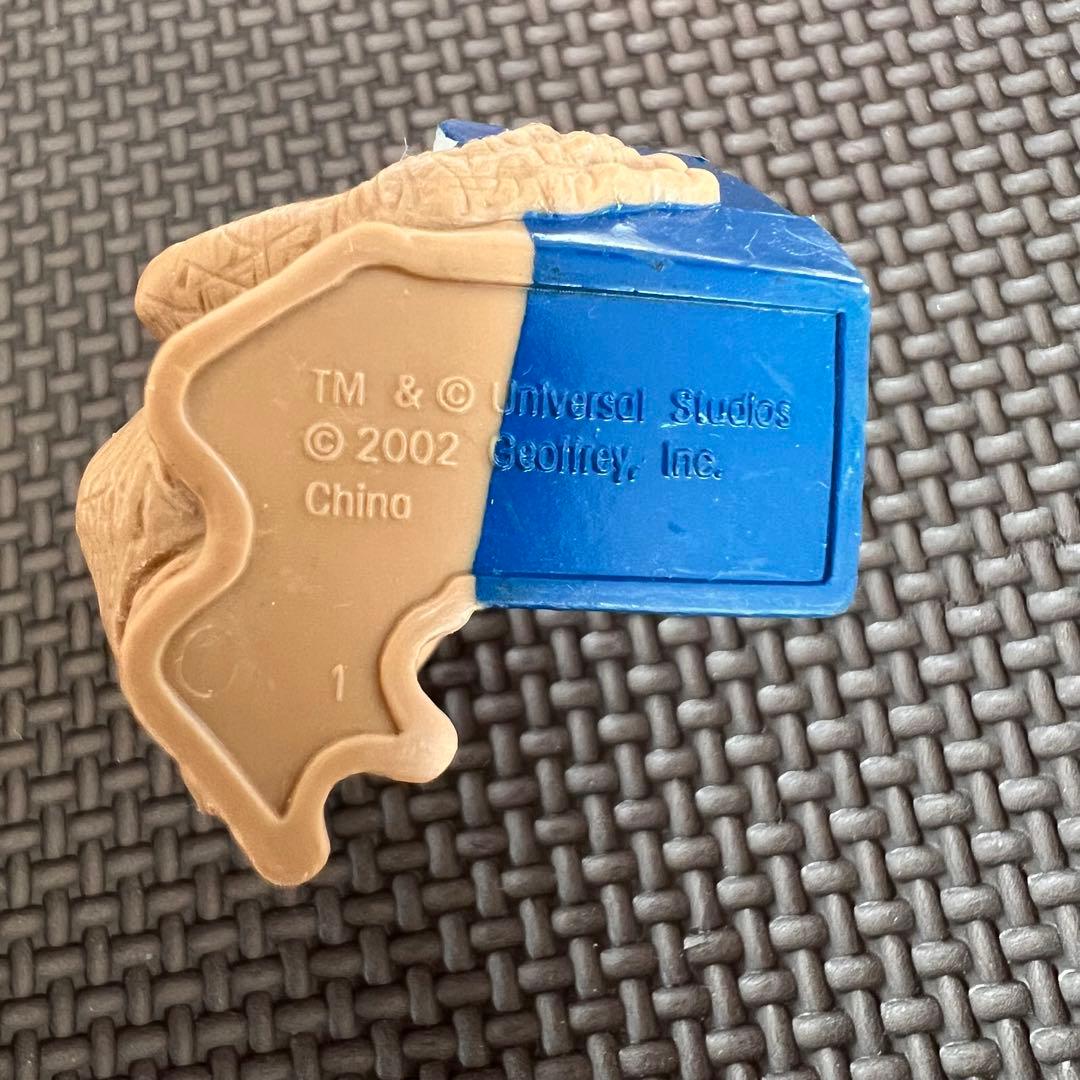 TM & © Universal Studios
© 2002 Geoffrey, Inc.
China
1